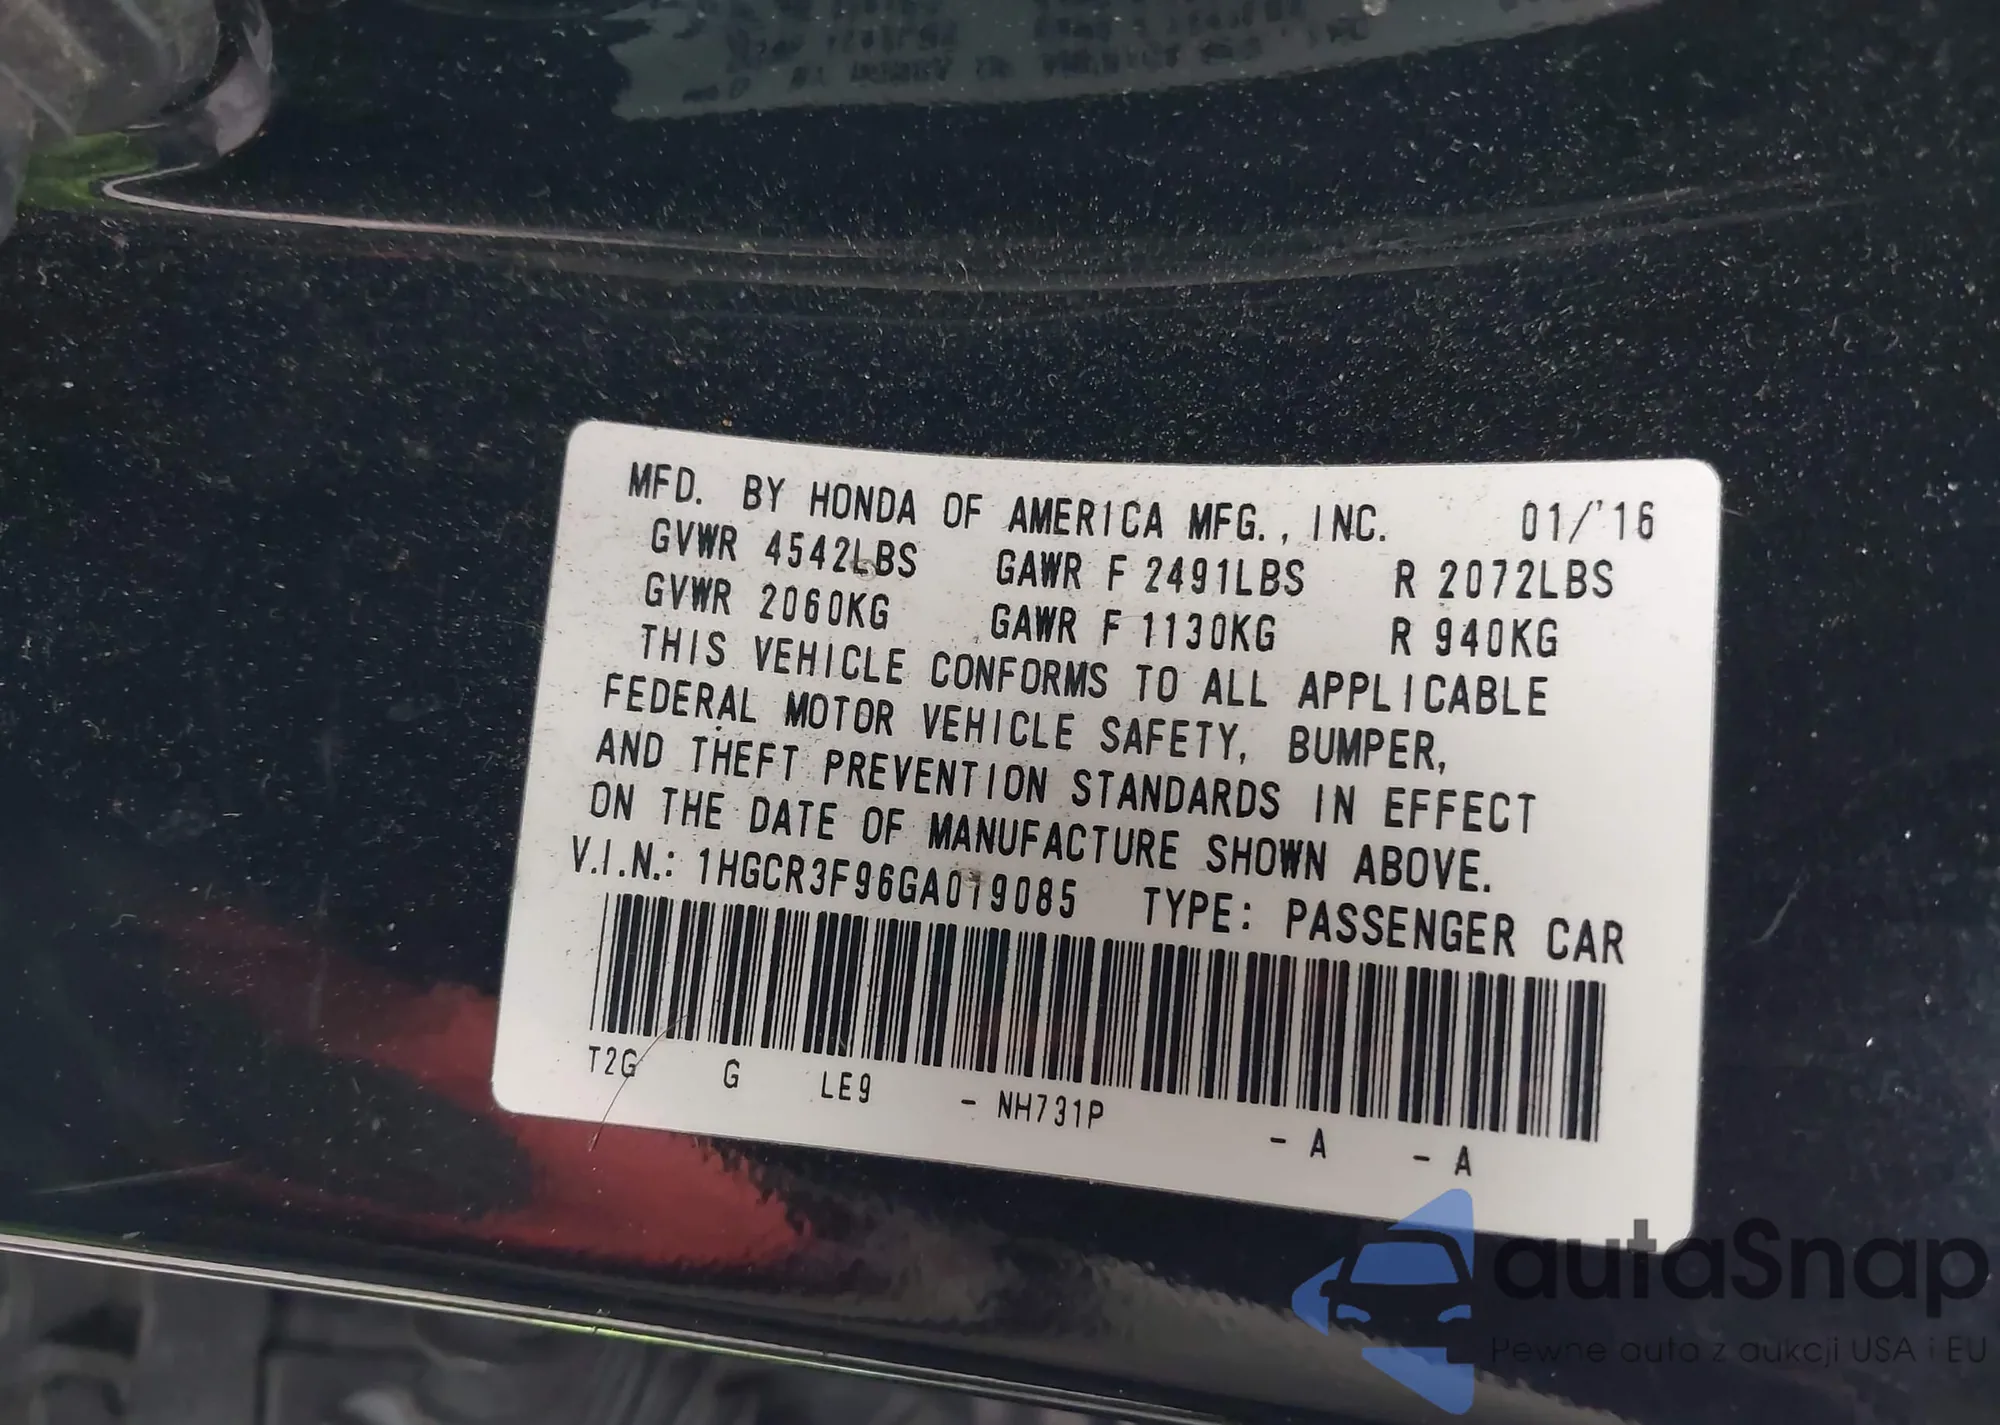 MFD. BY HONDA OF AMERICA MFG., INC. 01/'16
GVWR 4542LBS GAWR F 2491LBS R 2072LBS
GVWR 2060KG GAWR F 1130KG R 940KG
THIS VEHICLE CONFORMS TO ALL APPLICABLE
FEDERAL MOTOR VEHICLE SAFETY, BUMPER,
AND THEFT PREVENTION STANDARDS IN EFFECT
ON THE DATE OF MANUFACTURE SHOWN ABOVE.
V.I.N.: 1HGCR3F96GA019085 TYPE: PASSENGER CAR
T2G G LE9 - NH731P - A - A
autaSnap
Pewne auta z aukcji USA i EU